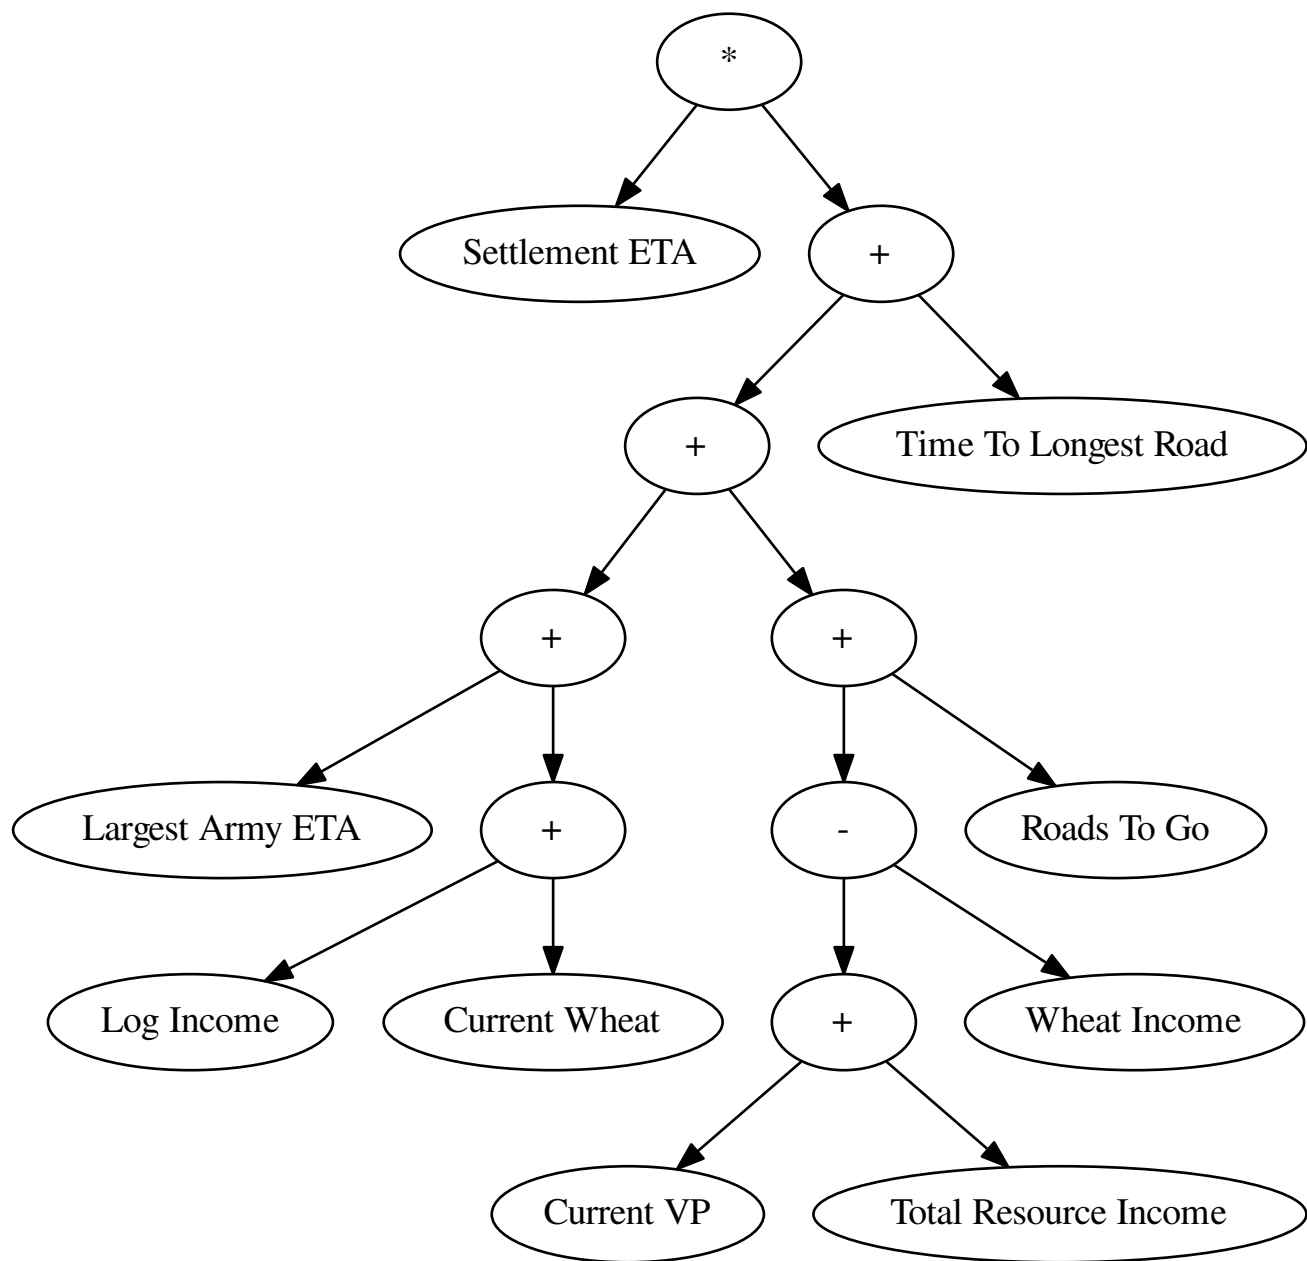 *
Settlement ETA
+
+
Time To Longest Road
+
+
Largest Army ETA
+
-
Roads To Go
Log Income
Current Wheat
+
Wheat Income
Current VP
Total Resource Income